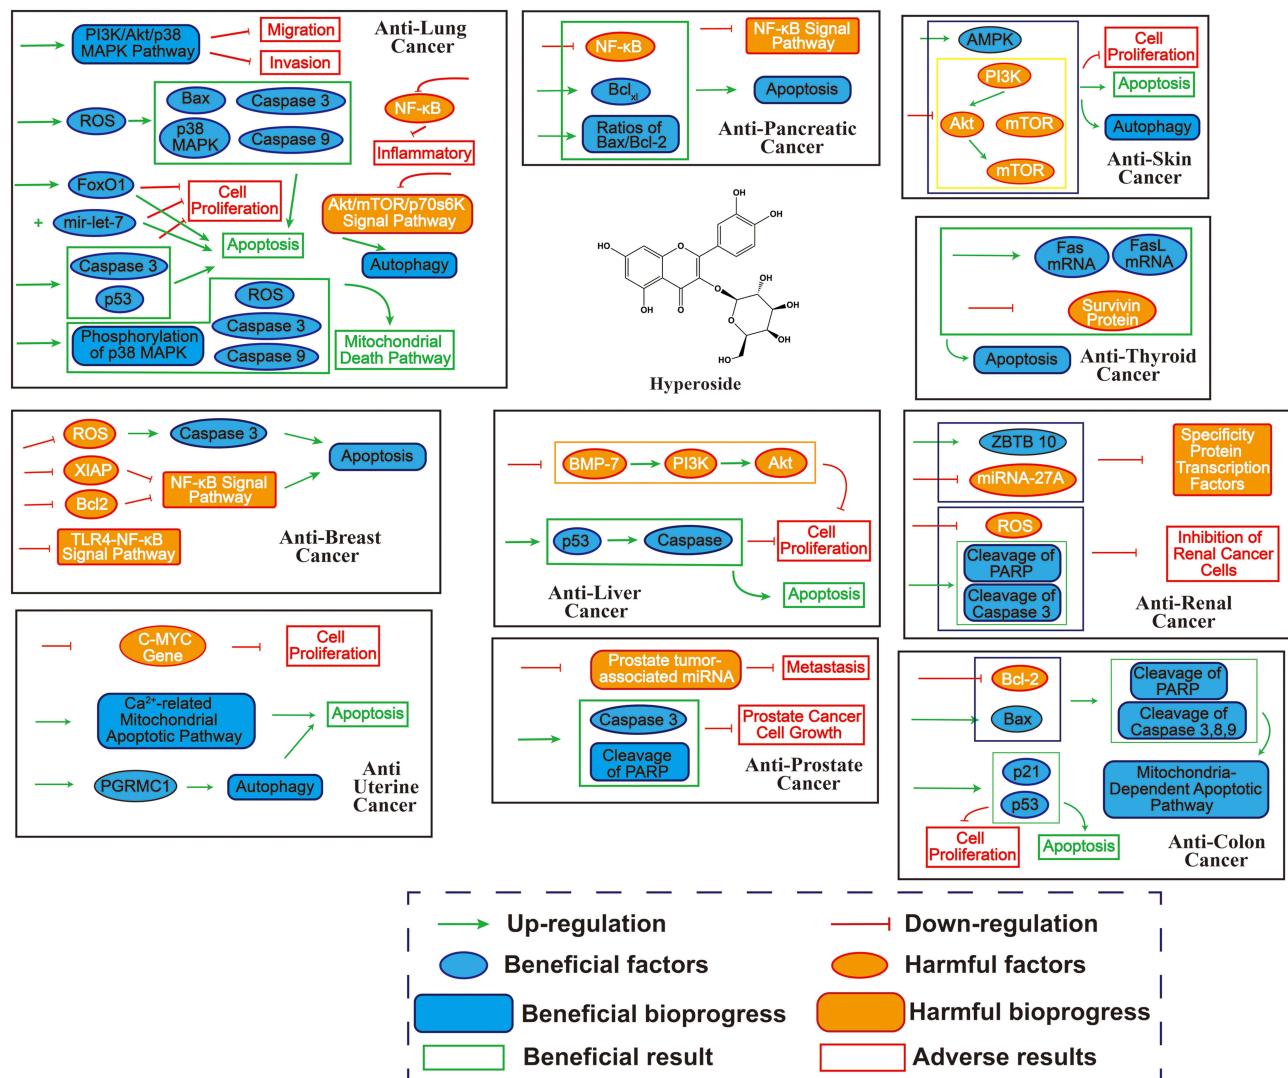 PI3K/Akt/p38
MAPK Pathway
Migration
Invasion
Anti-Lung
Cancer
ROS
Bax
Caspase 3
p38
MAPK
Caspase 9
NF-κB
Inflammatory
FoxO1
+ mir-let-7
Cell
Proliferation
Akt/mTOR/p70s6K
Signal Pathway
Apoptosis
Autophagy
Caspase 3
p53
ROS
Caspase 3
Caspase 9
Phosphorylation
of p38 MAPK
Mitochondrial
Death Pathway
NF-κB
NF-κB Signal
Pathway
Bclxl
Apoptosis
Ratios of
Bax/Bcl-2
Anti-Pancreatic
Cancer
AMPK
PI3K
Akt
mTOR
mTOR
Cell
Proliferation
Apoptosis
Autophagy
Anti-Skin
Cancer
OH
OH
HO
O
OH
O
O
OH
OH
O
OH
HO
Hyperoside
Fas
mRNA
FasL
mRNA
Survivin
Protein
Apoptosis
Anti-Thyroid
Cancer
ROS
Caspase 3
Apoptosis
XIAP
Bcl2
NF-κB Signal
Pathway
TLR4-NF-κB
Signal Pathway
Anti-Breast
Cancer
BMP-7
PI3K
Akt
p53
Caspase
Cell
Proliferation
Apoptosis
Anti-Liver
Cancer
ZBTB 10
miRNA-27A
Specificity
Protein
Transcription
Factors
ROS
Cleavage of
PARP
Cleavage of
Caspase 3
Inhibition of
Renal Cancer
Cells
Anti-Renal
Cancer
C-MYC
Gene
Cell
Proliferation
Ca²⁺-related
Mitochondrial
Apoptotic Pathway
Apoptosis
PGRMC1
Autophagy
Anti
Uterine
Cancer
Prostate tumor-
associated miRNA
Metastasis
Caspase 3
Cleavage
of PARP
Prostate Cancer
Cell Growth
Anti-Prostate
Cancer
Bcl-2
Bax
Cleavage of
PARP
Cleavage of
Caspase 3,8,9
p21
p53
Mitochondria-
Dependent Apoptotic
Pathway
Cell
Proliferation
Apoptosis
Anti-Colon
Cancer
Up-regulation
Down-regulation
Beneficial factors
Harmful factors
Beneficial bioprogress
Harmful bioprogress
Beneficial result
Adverse results